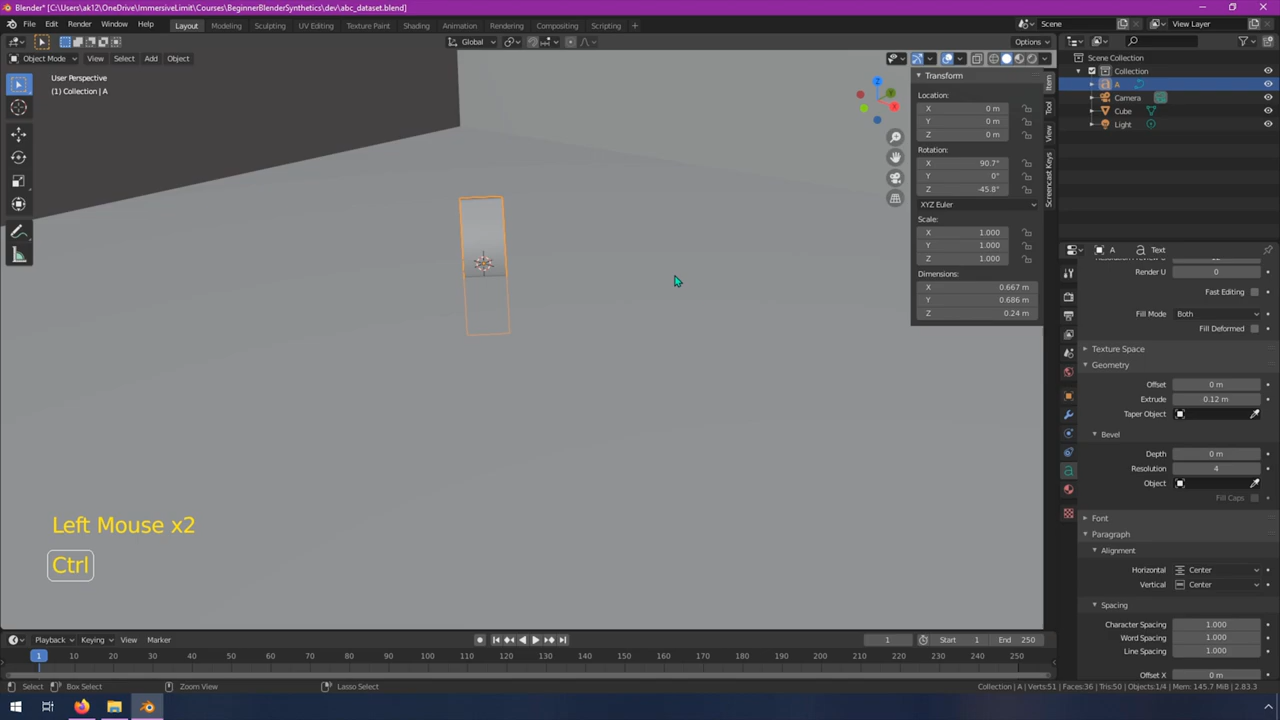 Blender* [C:\Users\ak12\OneDrive\ImmersiveLimit\Courses\BeginnerBlenderSynthetics\dev\abc_dataset.blend]
File Edit Render Window Help Layout Modeling Sculpting UV Editing Texture Paint Shading Animation Rendering Compositing Scripting + Scene View Layer
Global Options
Object Mode View Select Add Object
User Perspective
(1) Collection | A
Z Y X
Transform
Location:
X 0 m
Y 0 m
Z 0 m
Rotation:
X 90.7°
Y 0°
Z -45.8°
XYZ Euler
Scale:
X 1.000
Y 1.000
Z 1.000
Dimensions:
X 0.667 m
Y 0.686 m
Z 0.24 m
Item
Tool
View
Screencast Keys
Scene Collection
Collection
A
Camera
Cube
Light
A Text
Render U 0
Fast Editing
Fill Mode Both
Fill Deformed
Texture Space
Geometry
Offset 0 m
Extrude 0.12 m
Taper Object
Bevel
Depth 0 m
Resolution 4
Object
Fill Caps
Font
Paragraph
Alignment
Horizontal Center
Vertical Center
Spacing
Character Spacing 1.000
Word Spacing 1.000
Line Spacing 1.000
Offset X 0 m
Left Mouse x2
Ctrl
Playback Keying View Marker 1 Start 1 End 250
1 10 20 30 40 50 60 70 80 90 100 110 120 130 140 150 160 170 180 190 200 210 220 230 240 250
Select Box Select Zoom View Lasso Select Collection | A | Verts:51 | Faces:36 | Tris:50 | Objects:1/4 | Mem: 145.7 MiB | 2.83.3